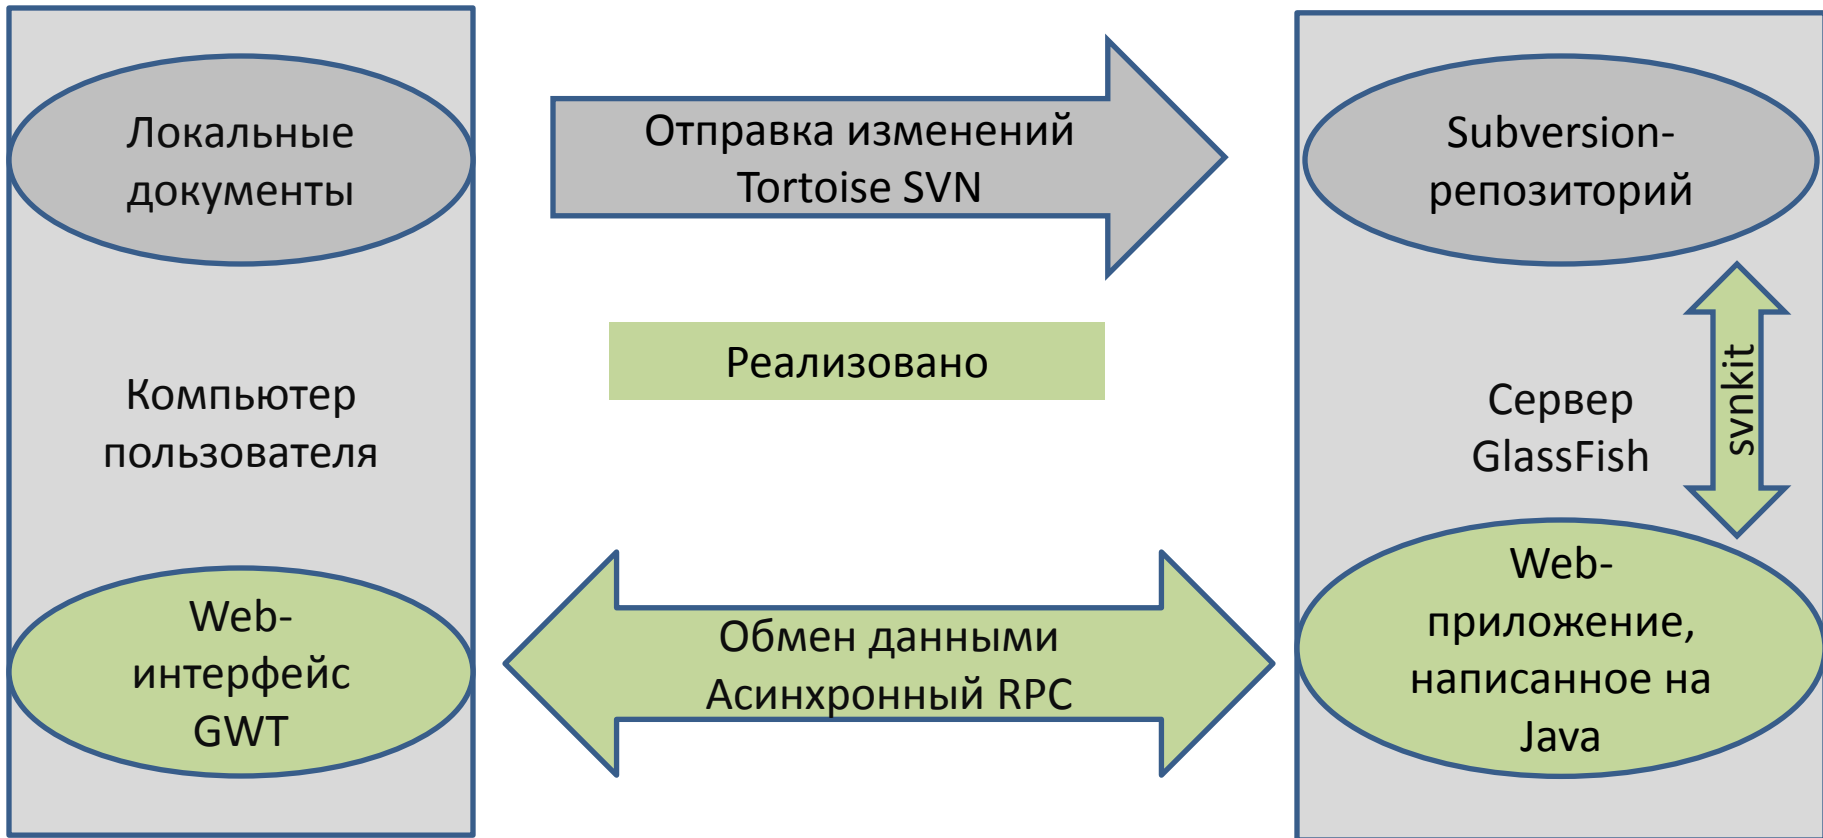 Локальные
документы
Отправка изменений
Tortoise SVN
Subversion-
репозиторий
Реализовано
Компьютер
пользователя
Сервер
GlassFish
svnkit
Web-
интерфейс
GWT
Обмен данными
Асинхронный RPC
Web-
приложение,
написанное на
Java